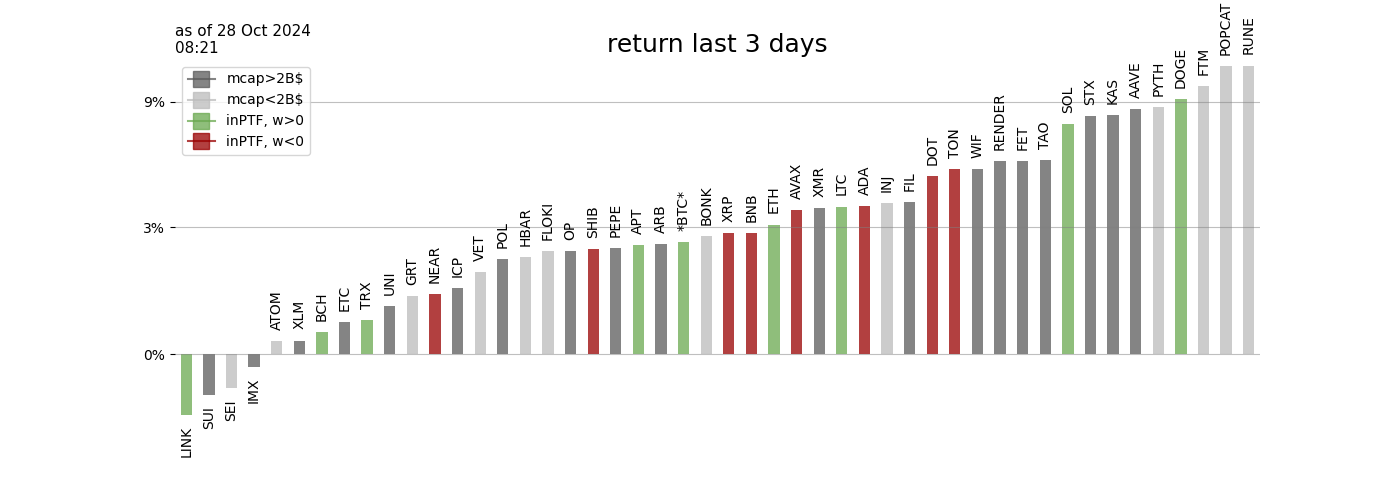 as of 28 Oct 2024
08:21
return last 3 days
mcap>2B$
mcap<2B$
inPTF, w>0
inPTF, w<0
9%
3%
0%
LINK
SUI
SEI
IMX
ATOM
XLM
BCH
ETC
TRX
UNI
GRT
NEAR
ICP
VET
POL
HBAR
FLOKI
OP
SHIB
PEPE
APT
ARB
*BTC*
BONK
XRP
BNB
ETH
AVAX
XMR
LTC
ADA
INJ
FIL
DOT
TON
WIF
RENDER
FET
TAO
SOL
STX
KAS
AAVE
PYTH
DOGE
FTM
POPCAT
RUNE